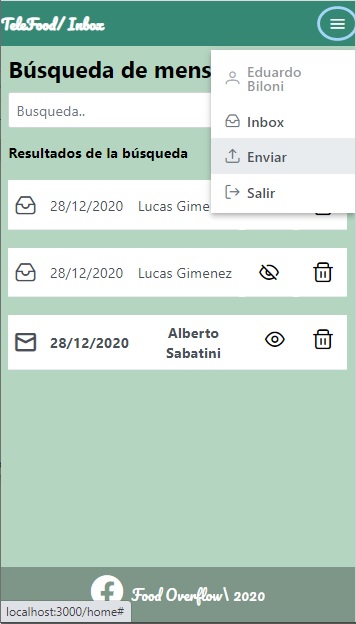 TeleFood/ Inbox
Búsqueda de mens
Eduardo
Biloni
Busqueda..
Inbox
Enviar
Salir
Resultados de la búsqueda
28/12/2020 Lucas Gime
28/12/2020 Lucas Gimenez
28/12/2020 Alberto
Sabatini
Food Overflow\ 2020
localhost:3000/home#